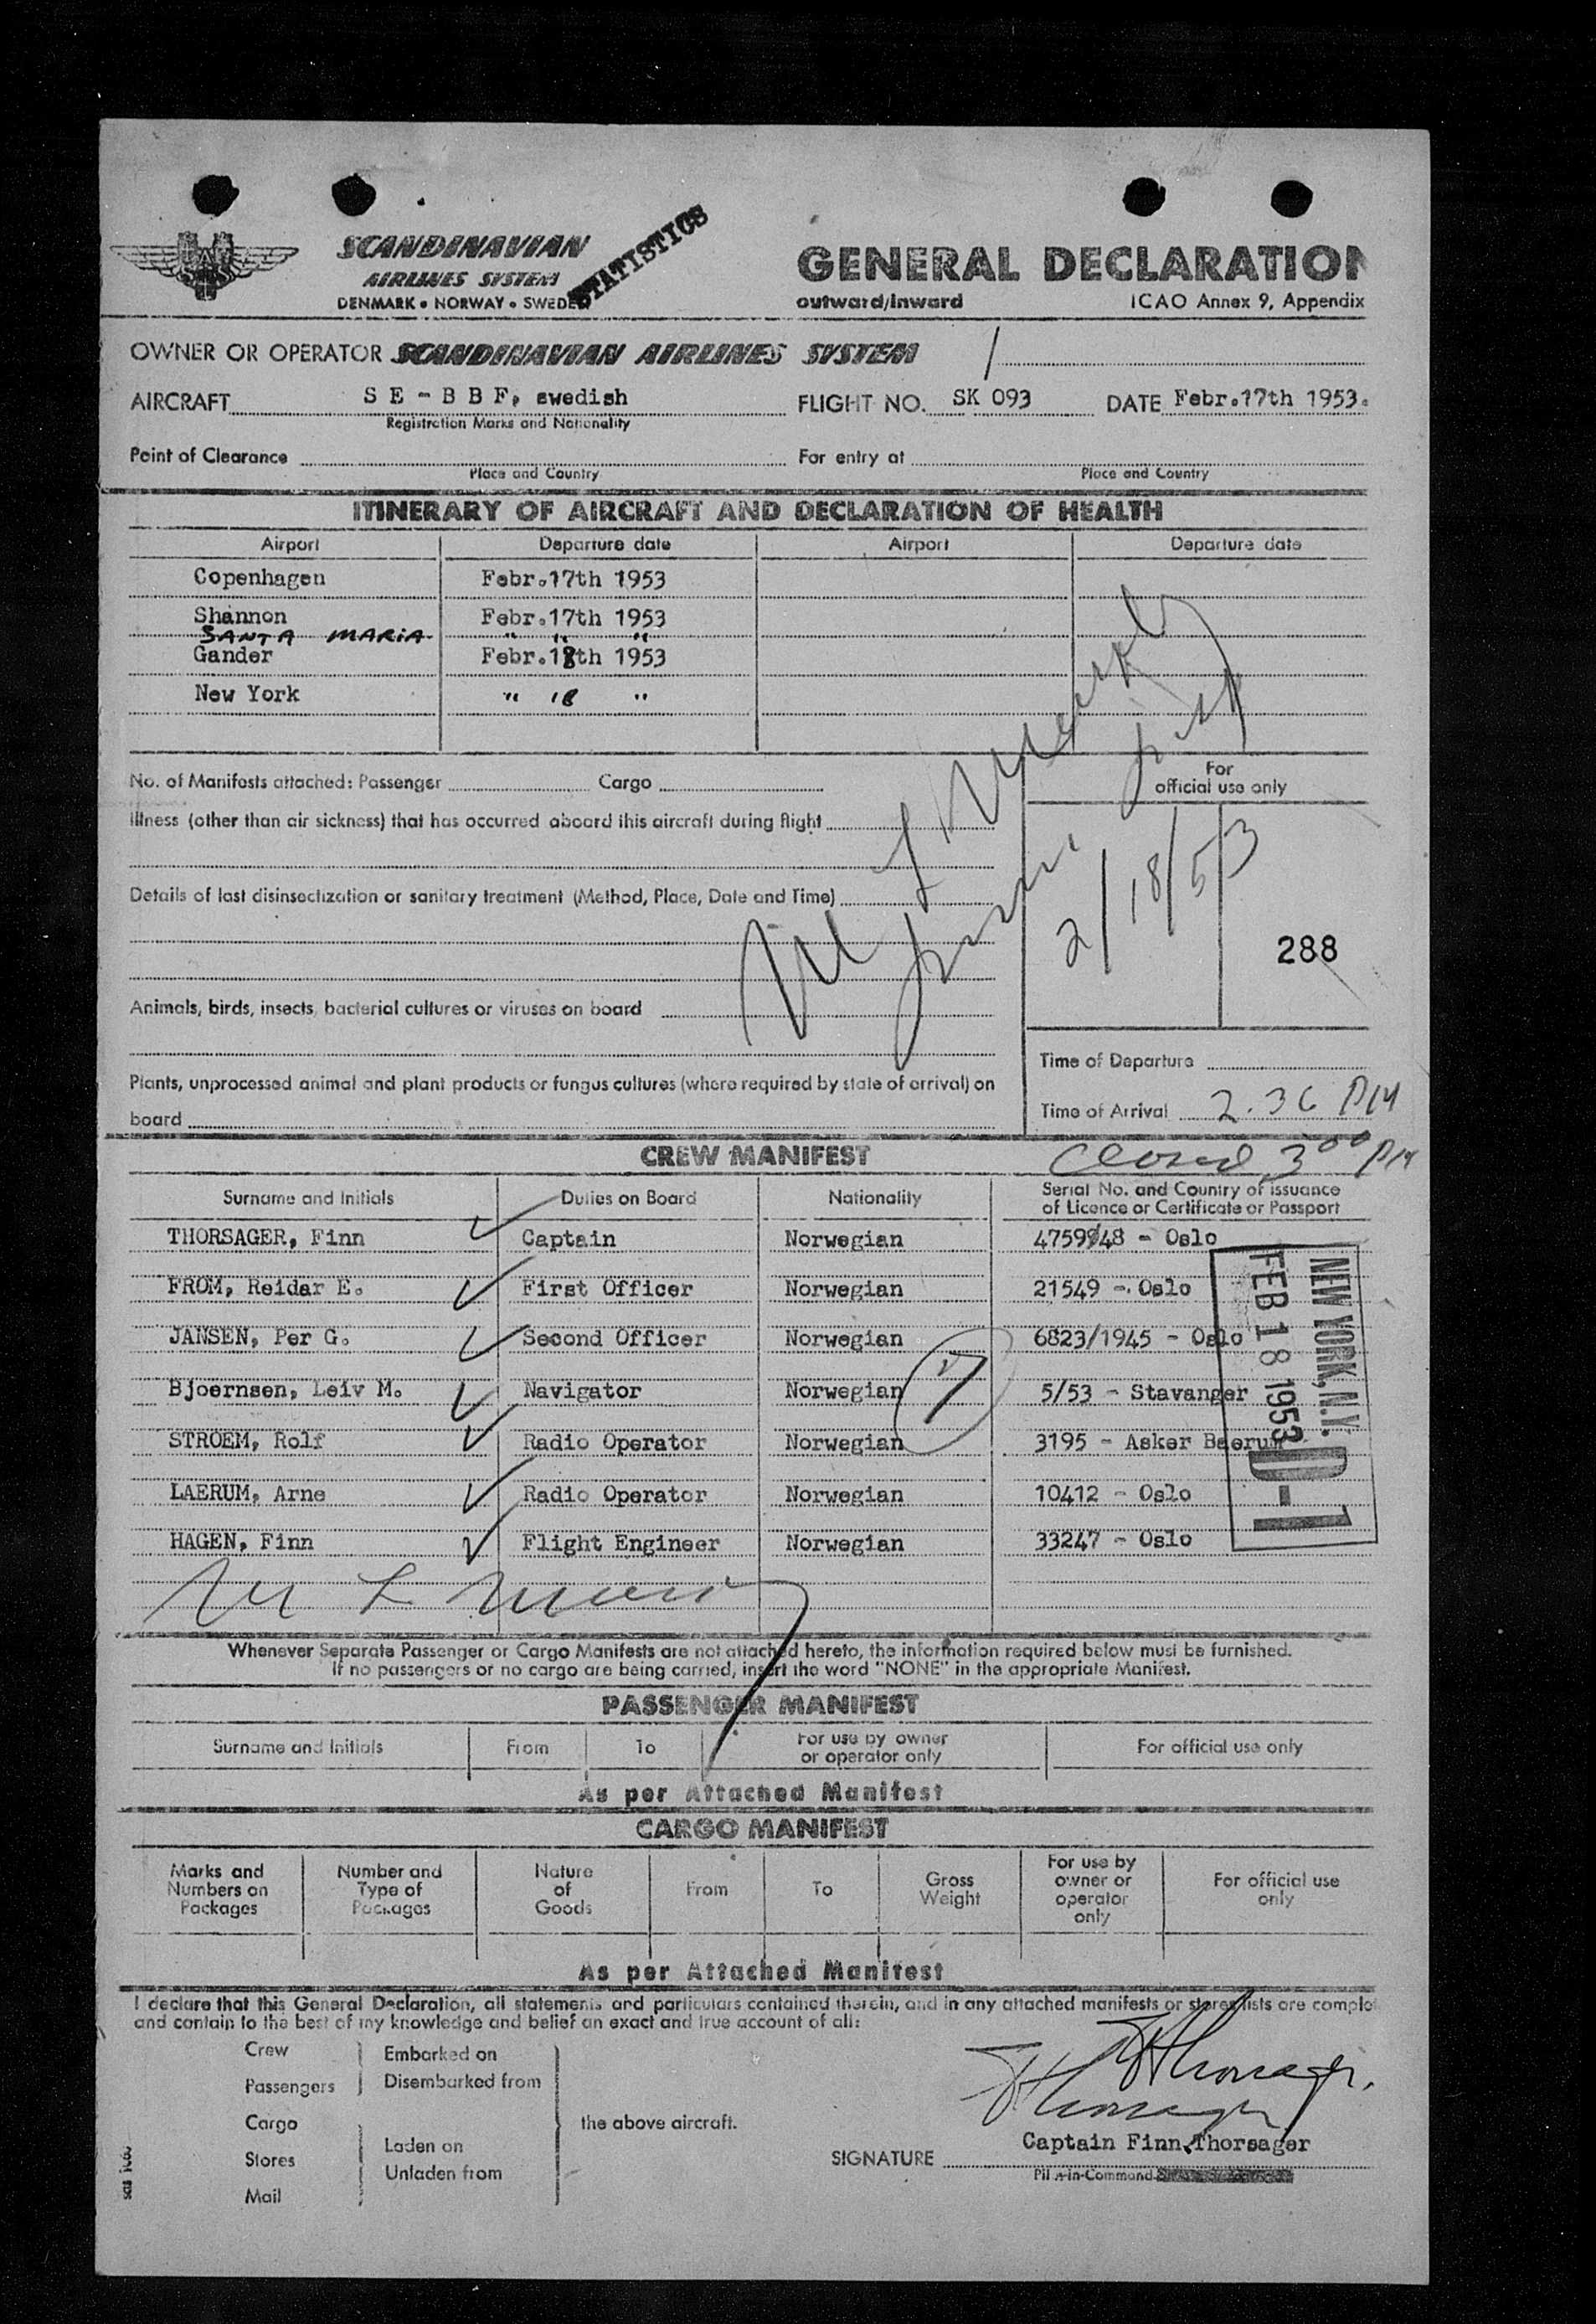 SCANDINAVIAN
AIRLINES SYSTEM
DENMARK • NORWAY • SWEDEN
STATISTICS
GENERAL DECLARATION
outward/inward ICAO Annex 9, Appendix
OWNER OR OPERATOR SCANDINAVIAN AIRLINES SYSTEM
AIRCRAFT S E - B B F, swedish FLIGHT NO. SK 093 DATE Febr.17th 1953.
Registration Marks and Nationality
Point of Clearance For entry at
Place and Country Place and Country
ITINERARY OF AIRCRAFT AND DECLARATION OF HEALTH
Airport Departure date Airport Departure date
Copenhagen Febr.17th 1953
Shannon Febr.17th 1953
SANTA MARIA " " "
Gander Febr.18th 1953
New York " 18 "
No. of Manifests attached: Passenger Cargo
For
official use only
Illness (other than air sickness) that has occurred aboard this aircraft during flight
Details of last disinsectization or sanitary treatment (Method, Place, Date and Time)
2/18/53
288
Animals, birds, insects, bacterial cultures or viruses on board
Time of Departure
Plants, unprocessed animal and plant products or fungus cultures (where required by state of arrival) on
board
Time of Arrival 2.36 PM
Closed 3⁰⁰ PM
CREW MANIFEST
Surname and Initials Duties on Board Nationality Serial No. and Country of issuance
of Licence or Certificate or Passport
THORSAGER, Finn Captain Norwegian - Oslo
FROM, Reidar E. First Officer Norwegian 21549 - Oslo
JANSEN, Per G. Second Officer Norwegian 6823/1945 - Oslo
Bjoernsen, Leiv M. Navigator Norwegian 5/53 - Stavanger
STROEM, Rolf Radio Operator Norwegian 3195 - Asker Baerum
LAERUM, Arne Radio Operator Norwegian 10412 - Oslo
HAGEN, Finn Flight Engineer Norwegian 33247 - Oslo
7
NEW YORK, N.Y.
FEB 18 1953
D-1
Whenever Separate Passenger or Cargo Manifests are not attached hereto, the information required below must be furnished.
If no passengers or no cargo are being carried, insert the word "NONE" in the appropriate Manifest.
PASSENGER MANIFEST
Surname and Initials From To For use by owner
or operator only For official use only
As per Attached Manifest
CARGO MANIFEST
Marks and
Numbers on
Packages
Number and
Type of
Packages
Nature
of
Goods
From
To
Gross
Weight
For use by
owner or
operator
only
For official use
only
As per Attached Manifest
I declare that this General Declaration, all statements and particulars contained therein, and in any attached manifests or stores lists are comple
and contain to the best of my knowledge and belief an exact and true account of all:
Crew Embarked on
Passengers Disembarked from
Cargo
the above aircraft.
Stores Laden on
Unladen from
Mail
SIGNATURE Captain Finn Thorsager
Pilot-in-Command